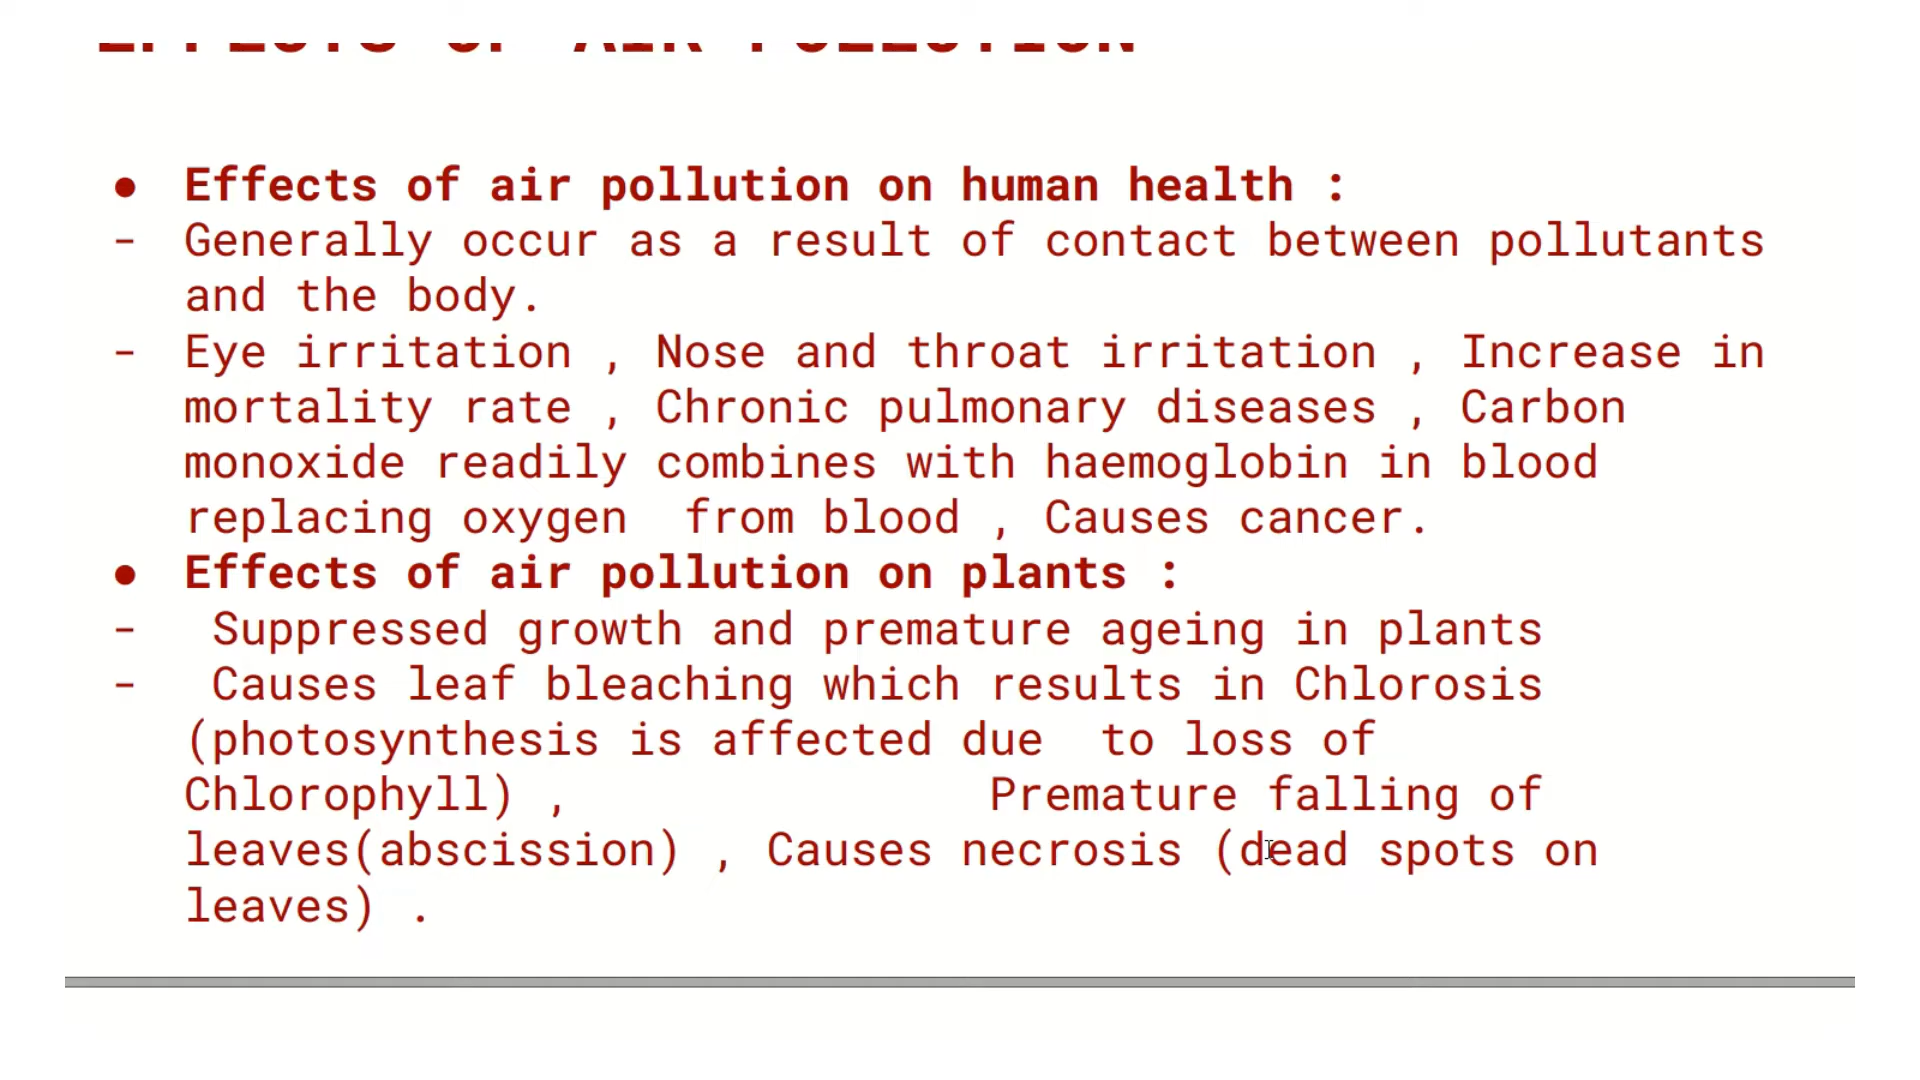 EFFECTS OF AIR POLLUTION
● Effects of air pollution on human health :
- Generally occur as a result of contact between pollutants
and the body.
- Eye irritation , Nose and throat irritation , Increase in
mortality rate , Chronic pulmonary diseases , Carbon
monoxide readily combines with haemoglobin in blood
replacing oxygen  from blood , Causes cancer.
● Effects of air pollution on plants :
-  Suppressed growth and premature ageing in plants
-  Causes leaf bleaching which results in Chlorosis
(photosynthesis is affected due  to loss of
Chlorophyll) ,               Premature falling of
leaves(abscission) , Causes necrosis (dead spots on
leaves) .